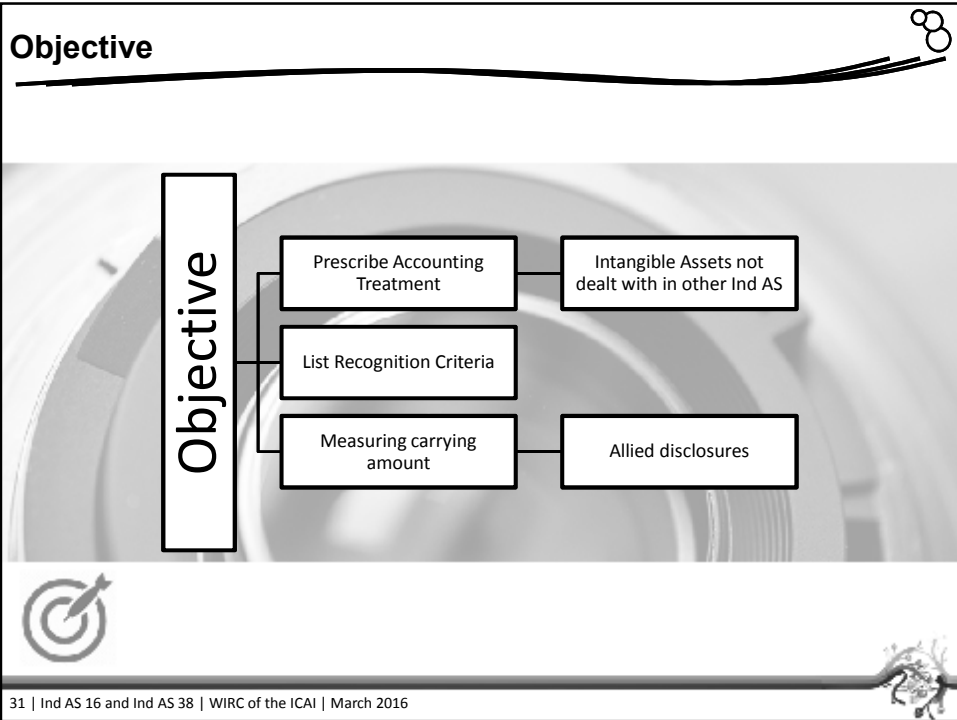 Objective
Objective
Prescribe Accounting
Treatment
Intangible Assets not
dealt with in other Ind AS
List Recognition Criteria
Measuring carrying
amount
Allied disclosures
31 | Ind AS 16 and Ind AS 38 | WIRC of the ICAI | March 2016